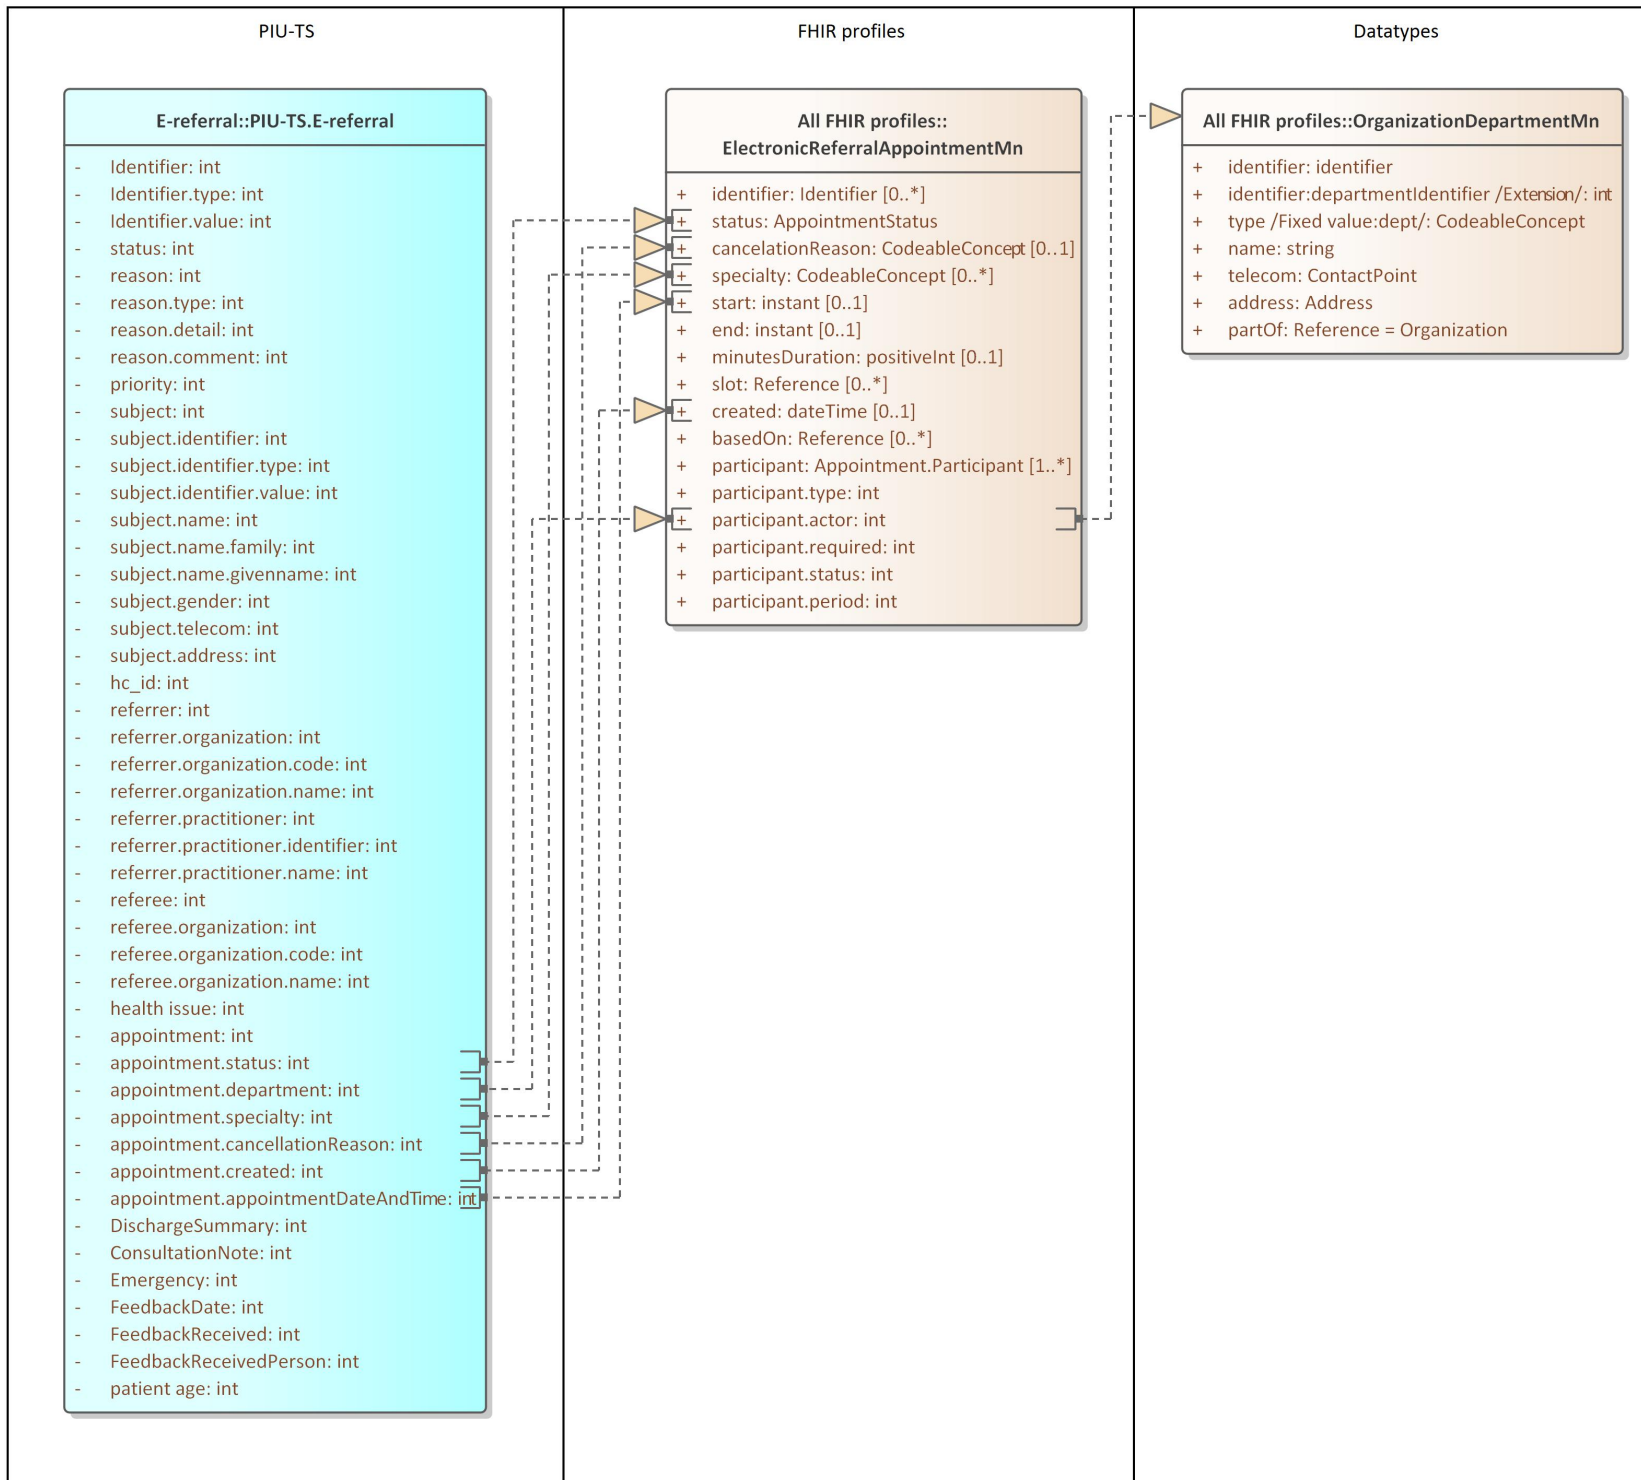 PIU-TS
FHIR profiles
Datatypes
E-referral::PIU-TS.E-referral
- Identifier: int
- Identifier.type: int
- Identifier.value: int
- status: int
- reason: int
- reason.type: int
- reason.detail: int
- reason.comment: int
- priority: int
- subject: int
- subject.identifier: int
- subject.identifier.type: int
- subject.identifier.value: int
- subject.name: int
- subject.name.family: int
- subject.name.givenname: int
- subject.gender: int
- subject.telecom: int
- subject.address: int
- hc_id: int
- referrer: int
- referrer.organization: int
- referrer.organization.code: int
- referrer.organization.name: int
- referrer.practitioner: int
- referrer.practitioner.identifier: int
- referrer.practitioner.name: int
- referee: int
- referee.organization: int
- referee.organization.code: int
- referee.organization.name: int
- health issue: int
- appointment: int
- appointment.status: int
- appointment.department: int
- appointment.specialty: int
- appointment.cancellationReason: int
- appointment.created: int
- appointment.appointmentDateAndTime: int
- DischargeSummary: int
- ConsultationNote: int
- Emergency: int
- FeedbackDate: int
- FeedbackReceived: int
- FeedbackReceivedPerson: int
- patient age: int
All FHIR profiles::
ElectronicReferralAppointmentMn
+ identifier: Identifier [0..*]
+ status: AppointmentStatus
+ cancelationReason: CodeableConcept [0..1]
+ specialty: CodeableConcept [0..*]
+ start: instant [0..1]
+ end: instant [0..1]
+ minutesDuration: positiveInt [0..1]
+ slot: Reference [0..*]
+ created: dateTime [0..1]
+ basedOn: Reference [0..*]
+ participant: Appointment.Participant [1..*]
+ participant.type: int
+ participant.actor: int
+ participant.required: int
+ participant.status: int
+ participant.period: int
All FHIR profiles::OrganizationDepartmentMn
+ identifier: identifier
+ identifier:departmentIdentifier /Extension/: int
+ type /Fixed value:dept/: CodeableConcept
+ name: string
+ telecom: ContactPoint
+ address: Address
+ partOf: Reference = Organization